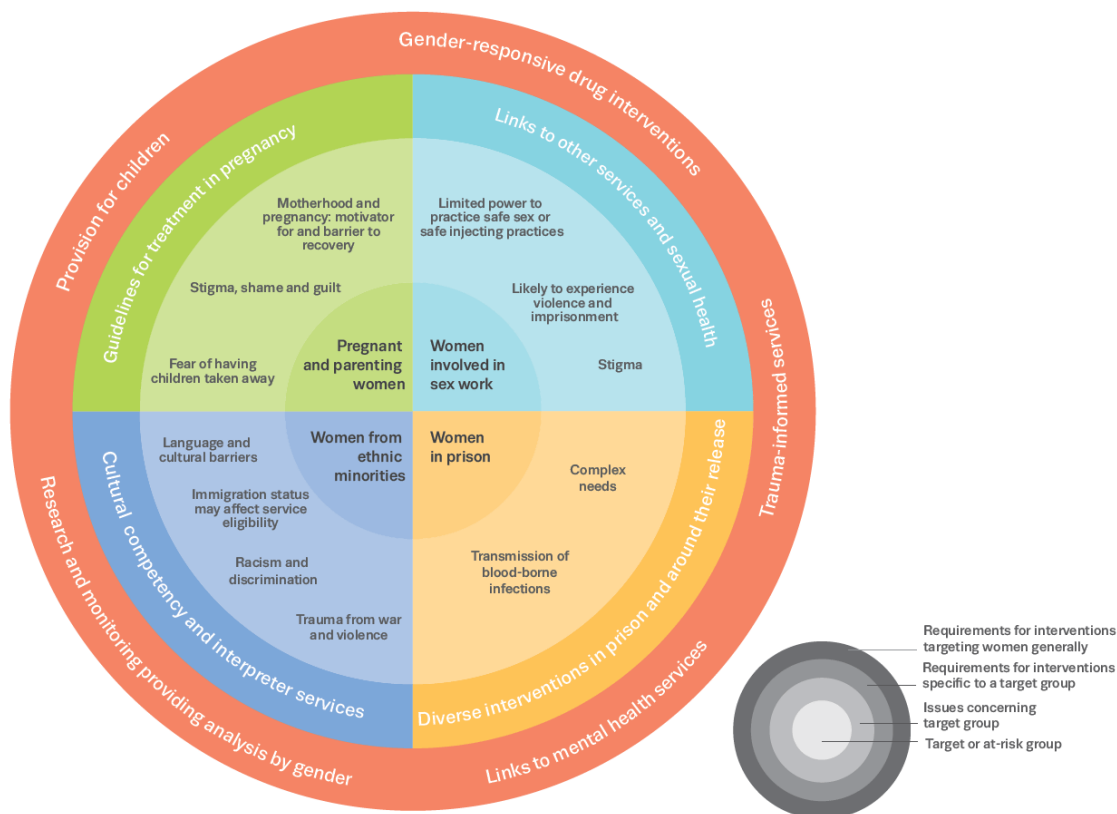 Gender-responsive drug interventions
Provision for children
Trauma-informed services
Research and monitoring providing analysis by gender
Links to mental health services
Guidelines for treatment in pregnancy
Links to other services and sexual health
Cultural competency and interpreter services
Diverse interventions in prison and around their release
Motherhood and
pregnancy: motivator
for and barrier to
recovery
Stigma, shame and guilt
Fear of having
children taken away
Pregnant
and parenting
women
Limited power to
practice safe sex or
safe injecting practices
Likely to experience
violence and
imprisonment
Stigma
Women
involved in
sex work
Language and
cultural barriers
Immigration status
may affect service
eligibility
Racism and
discrimination
Trauma from war
and violence
Women from
ethnic
minorities
Women
in prison
Complex
needs
Transmission of
blood-borne
infections
Requirements for interventions
targeting women generally
Requirements for interventions
specific to a target group
Issues concerning
target group
Target or at-risk group